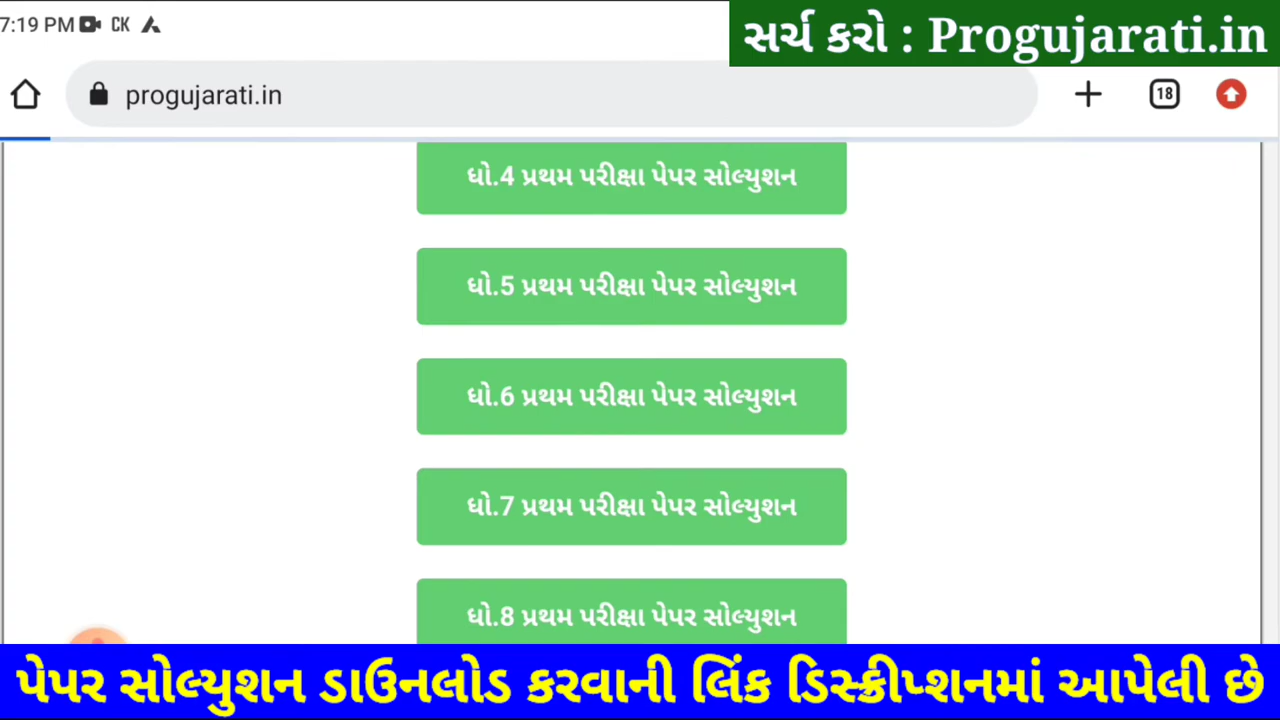 7:19 PM CK
સર્ચ કરો : Progujarati.in
progujarati.in
18
ધો.4 પ્રથમ પરીક્ષા પેપર સોલ્યુશન
ધો.5 પ્રથમ પરીક્ષા પેપર સોલ્યુશન
ધો.6 પ્રથમ પરીક્ષા પેપર સોલ્યુશન
ધો.7 પ્રથમ પરીક્ષા પેપર સોલ્યુશન
ધો.8 પ્રથમ પરીક્ષા પેપર સોલ્યુશન
પેપર સોલ્યુશન ડાઉનલોડ કરવાની લિંક ડિસ્ક્રીપ્શનમાં આપેલી છે